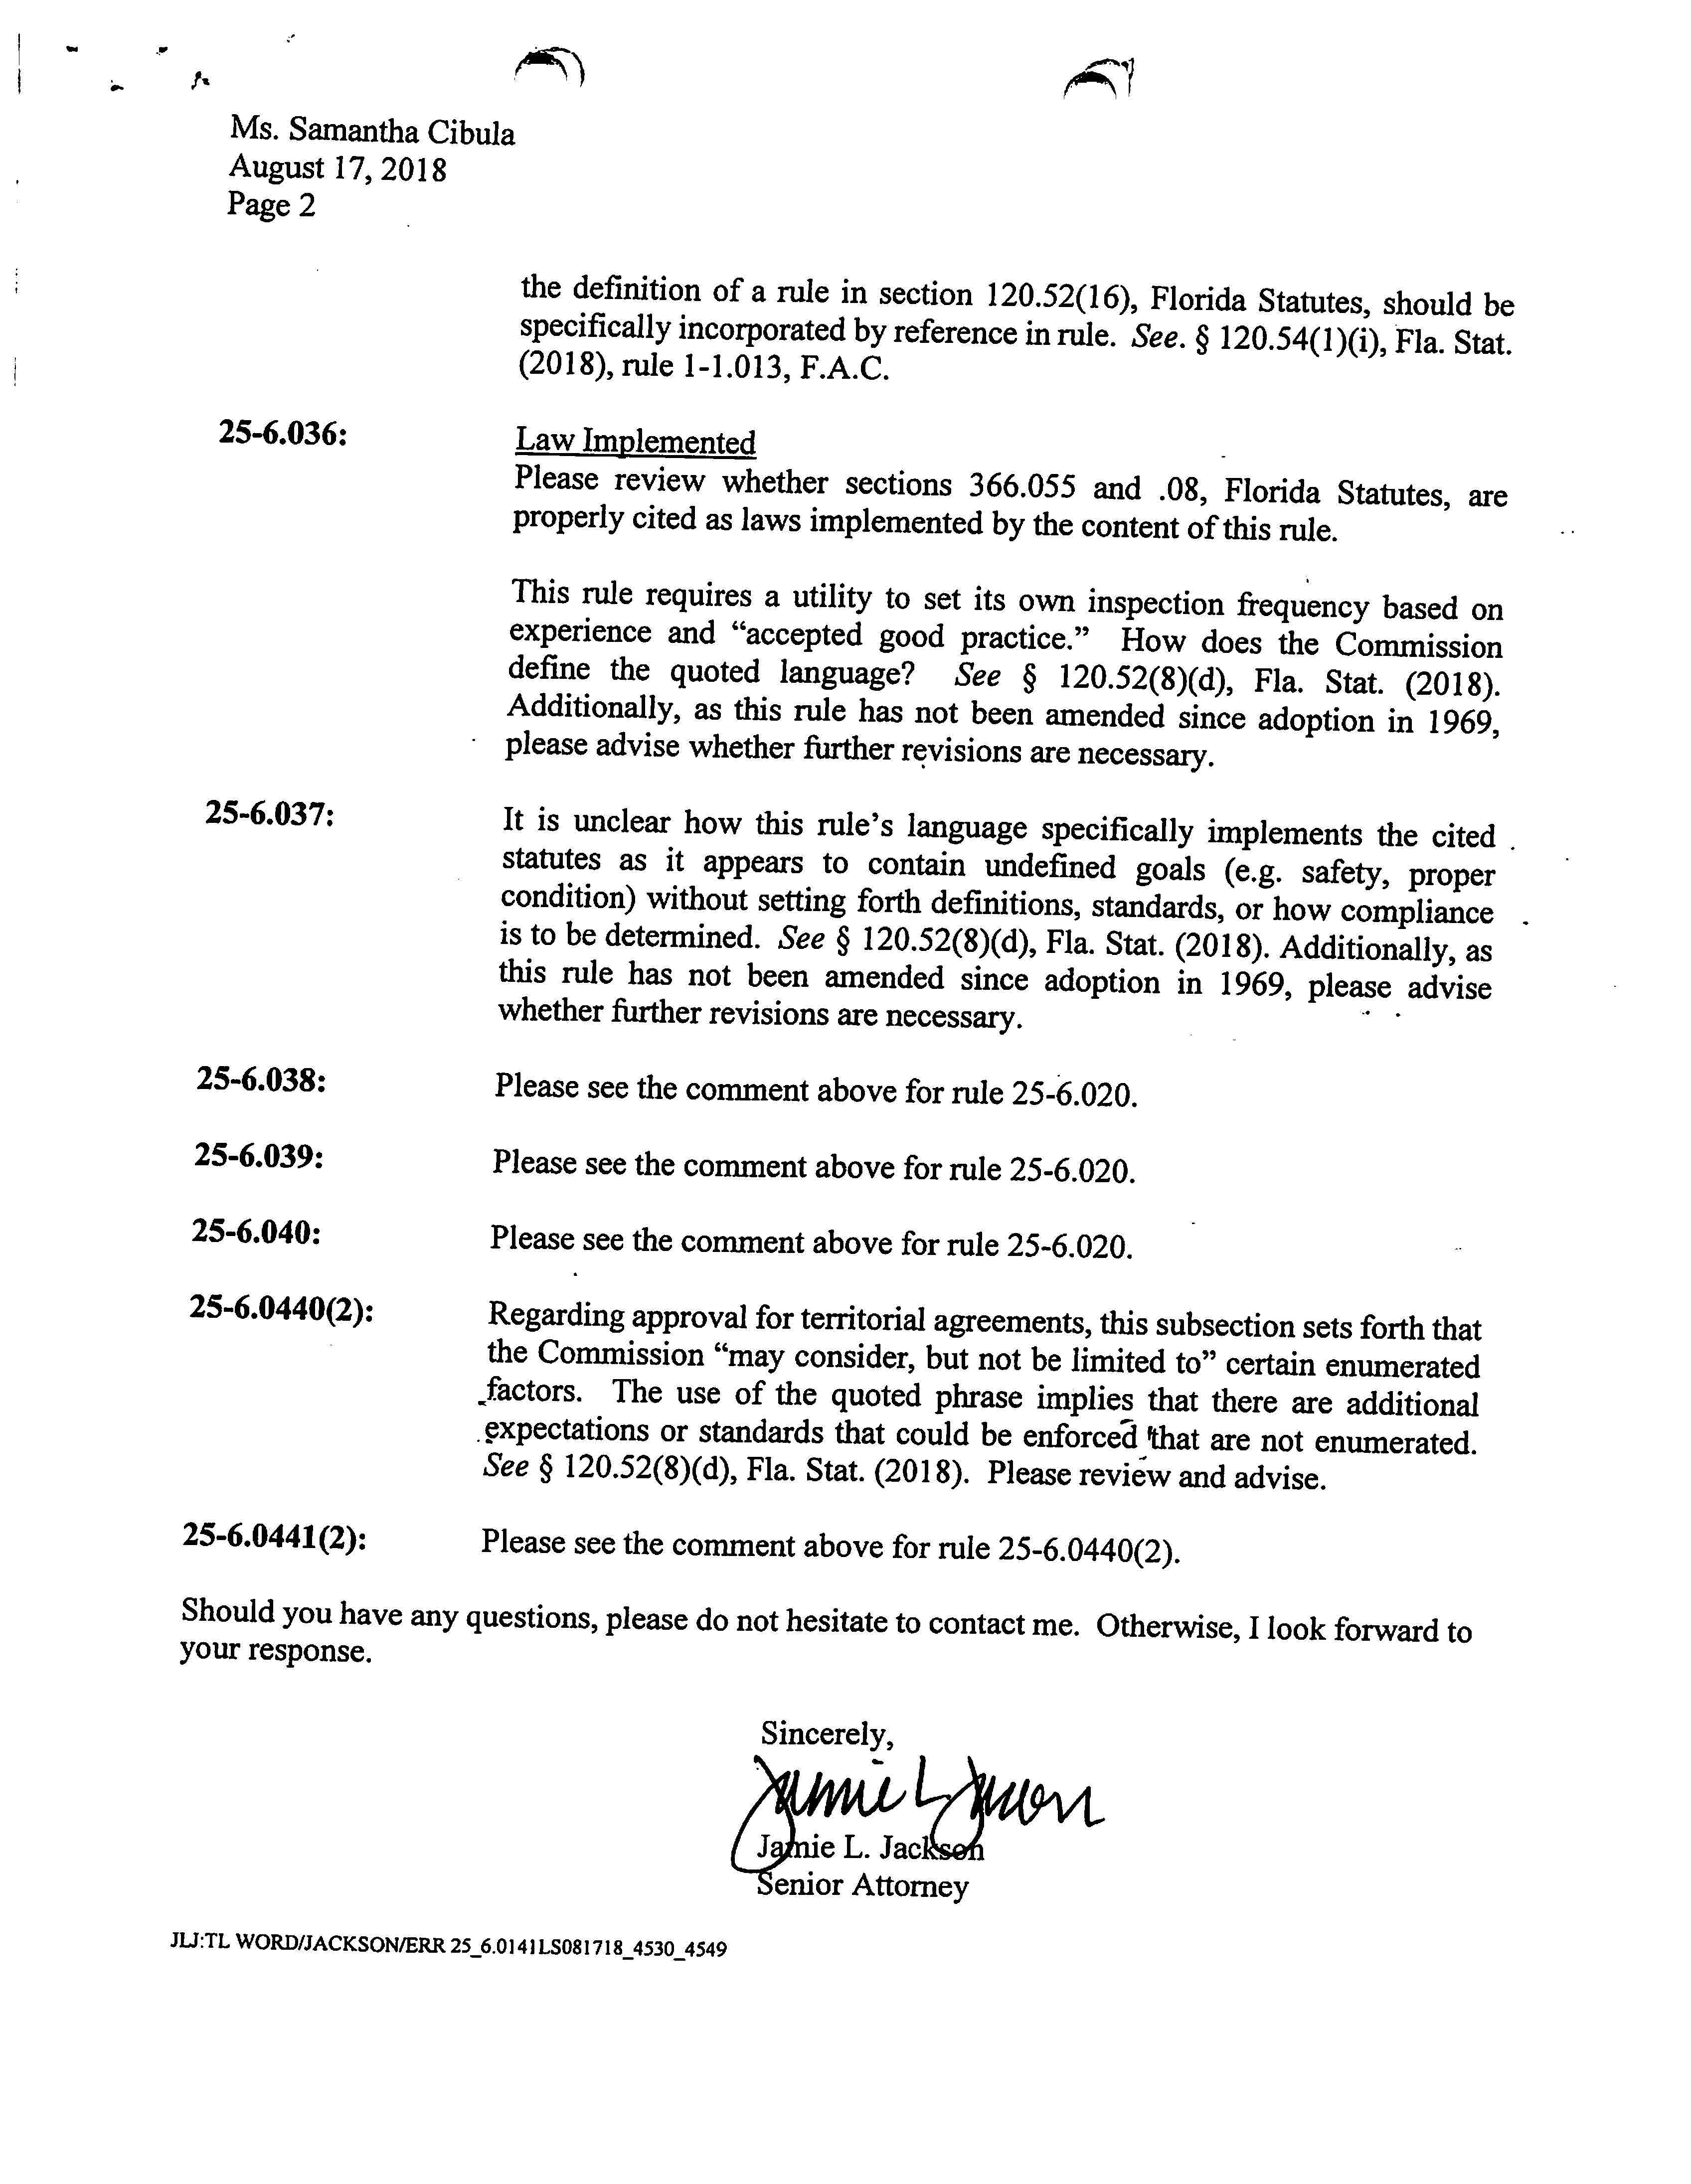 Ms. Samantha Cibula
August 17, 2018
Page 2
the definition of a rule in section 120.52(16), Florida Statutes, should be
specifically incorporated by reference in rule. See. § 120.54(1)(i), Fla. Stat.
(2018), rule 1-1.013, F.A.C.
25-6.036:
Law Implemented
Please review whether sections 366.055 and .08, Florida Statutes, are
properly cited as laws implemented by the content of this rule.
This rule requires a utility to set its own inspection frequency based on
experience and “accepted good practice.” How does the Commission
define the quoted language? See § 120.52(8)(d), Fla. Stat. (2018).
Additionally, as this rule has not been amended since adoption in 1969,
please advise whether further revisions are necessary.
25-6.037:
It is unclear how this rule’s language specifically implements the cited
statutes as it appears to contain undefined goals (e.g. safety, proper
condition) without setting forth definitions, standards, or how compliance
is to be determined. See § 120.52(8)(d), Fla. Stat. (2018). Additionally, as
this rule has not been amended since adoption in 1969, please advise
whether further revisions are necessary.
25-6.038: Please see the comment above for rule 25-6.020.
25-6.039: Please see the comment above for rule 25-6.020.
25-6.040: Please see the comment above for rule 25-6.020.
25-6.0440(2): Regarding approval for territorial agreements, this subsection sets forth that
the Commission “may consider, but not be limited to” certain enumerated
factors. The use of the quoted phrase implies that there are additional
expectations or standards that could be enforced that are not enumerated.
See § 120.52(8)(d), Fla. Stat. (2018). Please review and advise.
25-6.0441(2): Please see the comment above for rule 25-6.0440(2).
Should you have any questions, please do not hesitate to contact me. Otherwise, I look forward to
your response.
Sincerely,
Jamie L Jackson
Jamie L. Jackson
Senior Attorney
JLJ:TL WORD/JACKSON/ERR 25_6.0141LS081718_4530_4549